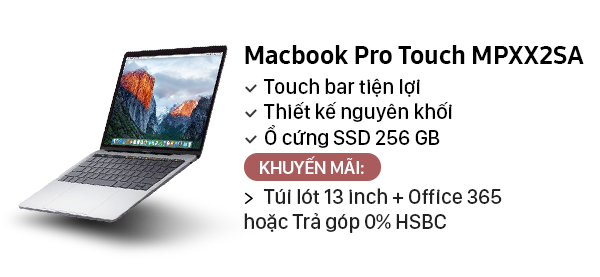 Macbook Pro Touch MPXX2SA
Touch bar tiện lợi
Thiết kế nguyên khối
Ổ cứng SSD 256 GB
KHUYẾN MÃI:
> Túi lót 13 inch + Office 365
hoặc Trả góp 0% HSBC